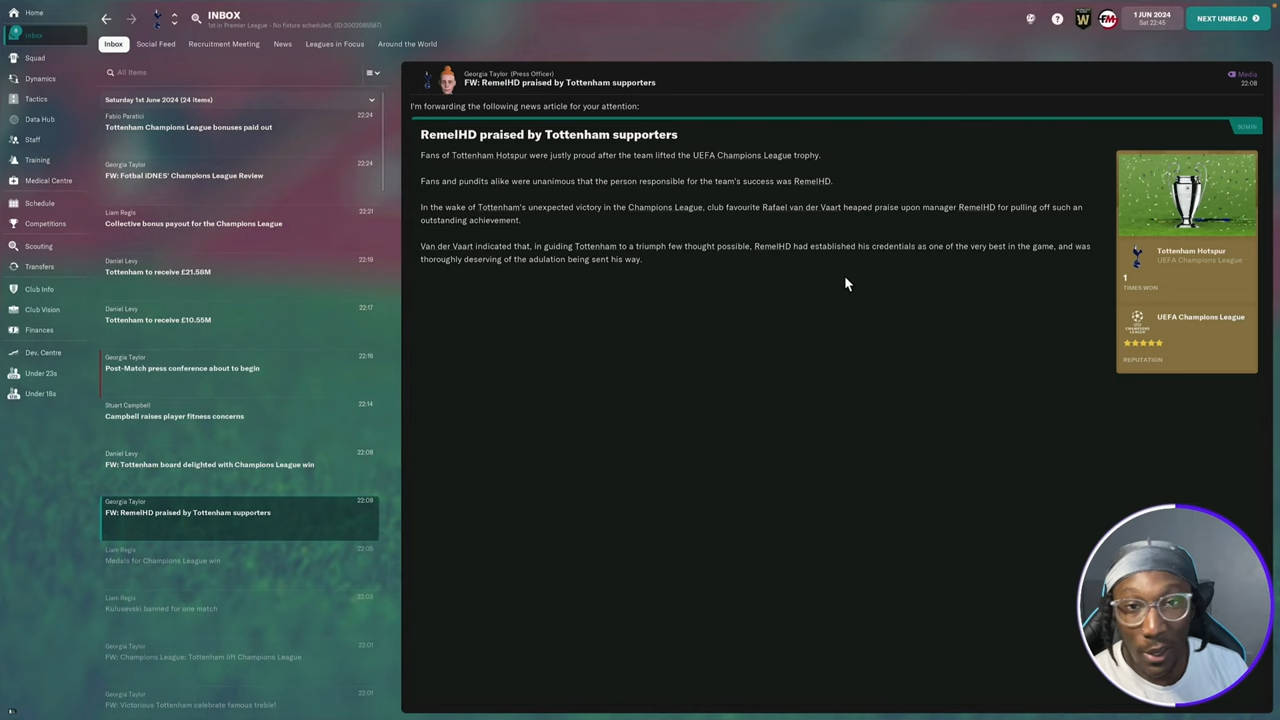 Home
Inbox
Squad
Dynamics
Tactics
Data Hub
Staff
Training
Medical Centre
Schedule
Competitions
Scouting
Transfers
Club Info
Club Vision
Finances
Dev. Centre
Under 23s
Under 18s
INBOX
1st in Premier League - No fixture scheduled. (ID:2002085587)
1 JUN 2024
Sat 22:45
NEXT UNREAD
Inbox
Social Feed
Recruitment Meeting
News
Leagues in Focus
Around the World
All Items
Saturday 1st June 2024 (24 items)
Fabio Paratici
22:24
Tottenham Champions League bonuses paid out
Georgia Taylor
22:24
FW: Fotbal iDNES' Champions League Review
Liam Regis
22:21
Collective bonus payout for the Champions League
Daniel Levy
22:19
Tottenham to receive £21.58M
Daniel Levy
22:17
Tottenham to receive £10.55M
Georgia Taylor
22:16
Post-Match press conference about to begin
Stuart Campbell
22:14
Campbell raises player fitness concerns
Daniel Levy
22:08
FW: Tottenham board delighted with Champions League win
Georgia Taylor
22:08
FW: RemelHD praised by Tottenham supporters
Liam Regis
22:05
Medals for Champions League win
Liam Regis
22:03
Kulusevski banned for one match
Georgia Taylor
22:01
FW: Champions League: Tottenham lift Champions League
Georgia Taylor
22:01
FW: Victorious Tottenham celebrate famous treble!
Georgia Taylor (Press Officer)
FW: RemelHD praised by Tottenham supporters
Media
22:08
I'm forwarding the following news article for your attention:
90MIN
RemelHD praised by Tottenham supporters
Fans of Tottenham Hotspur were justly proud after the team lifted the UEFA Champions League trophy.
Fans and pundits alike were unanimous that the person responsible for the team's success was RemelHD.
In the wake of Tottenham's unexpected victory in the Champions League, club favourite Rafael van der Vaart heaped praise upon manager RemelHD for pulling off such an
outstanding achievement.
Van der Vaart indicated that, in guiding Tottenham to a triumph few thought possible, RemelHD had established his credentials as one of the very best in the game, and was
thoroughly deserving of the adulation being sent his way.
Tottenham Hotspur
UEFA Champions League
1
TIMES WON
UEFA Champions League
REPUTATION